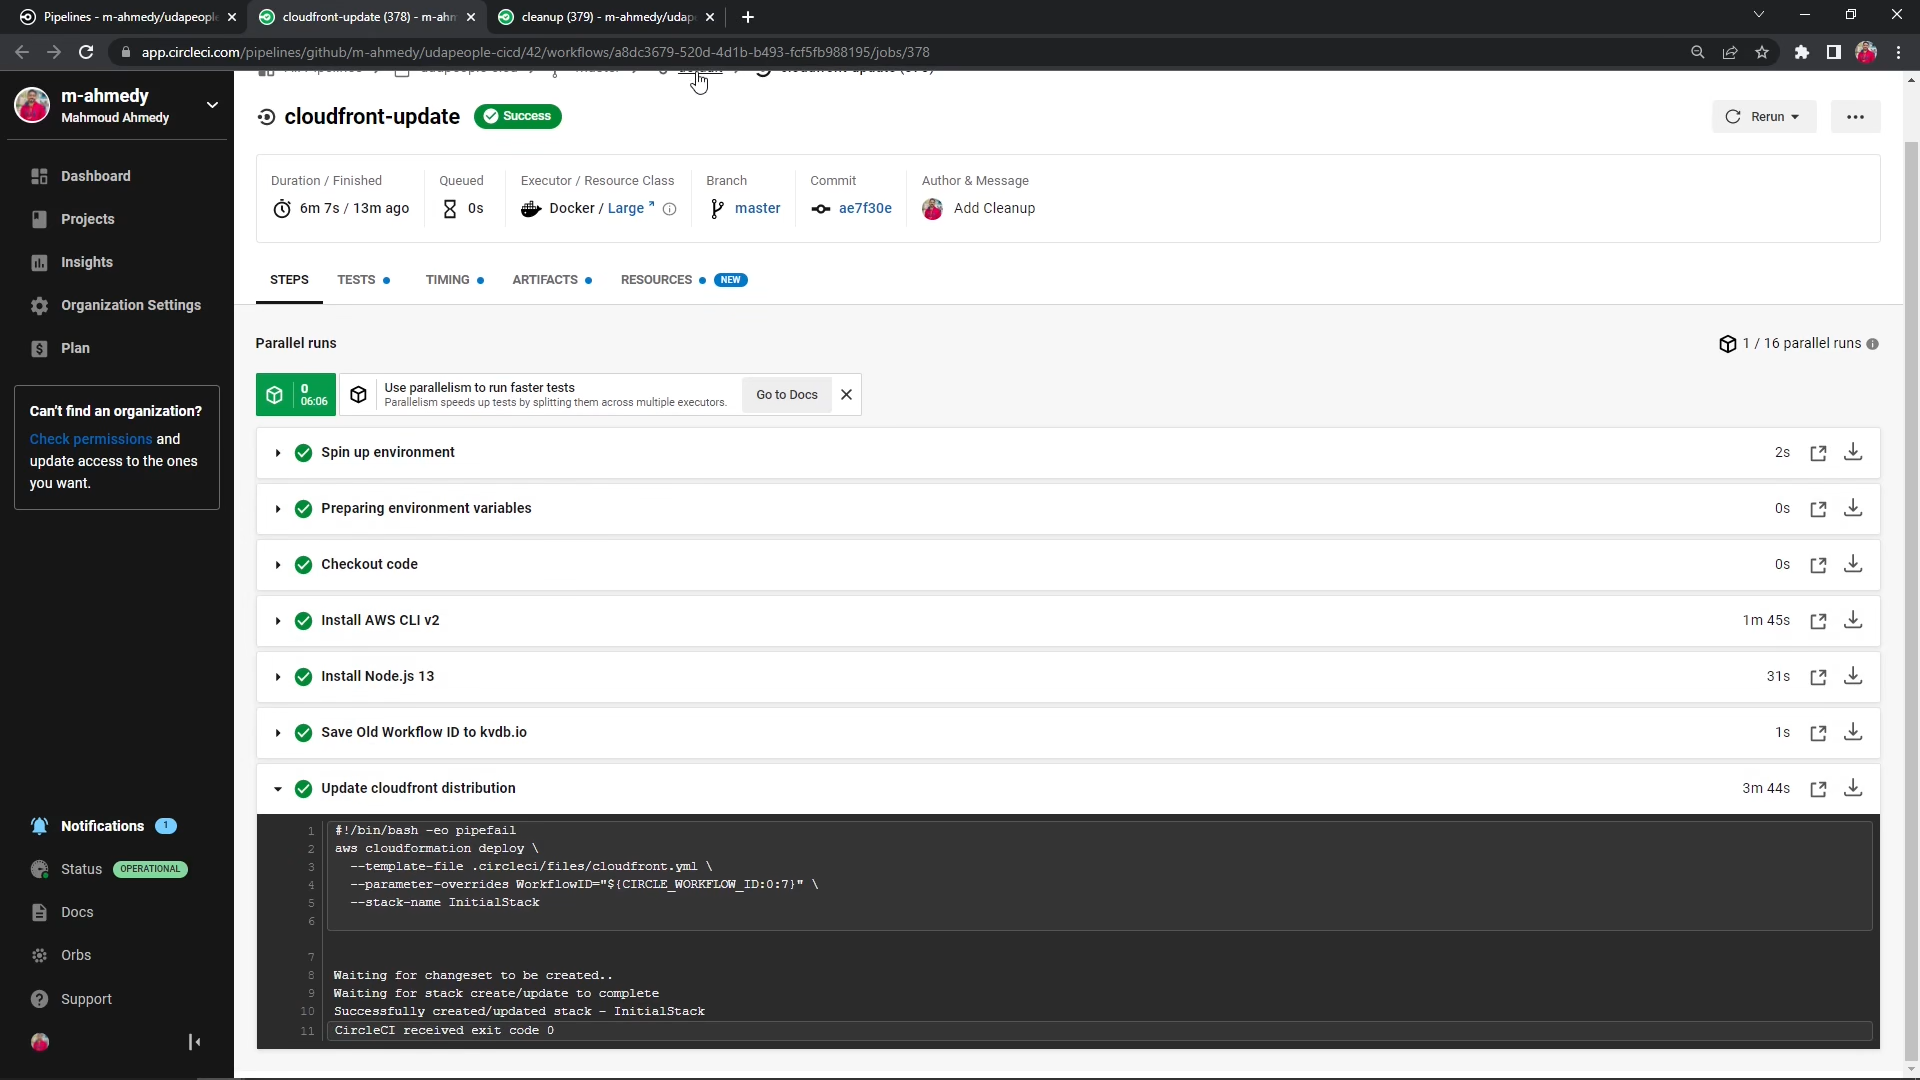 Pipelines - m-ahmedy/udapeople
cloudfront-update (378) - m-ahm
cleanup (379) - m-ahmedy/udap
app.circleci.com/pipelines/github/m-ahmedy/udapeople-cicd/42/workflows/a8dc3679-520d-4d1b-b493-fcf5fb988195/jobs/378
m-ahmedy
Mahmoud Ahmedy
Dashboard
Projects
Insights
Organization Settings
Plan
Can't find an organization?
Check permissions and
update access to the ones
you want.
Notifications 1
Status OPERATIONAL
Docs
Orbs
Support
cloudfront-update Success
Rerun
Duration / Finished
6m 7s / 13m ago
Queued
0s
Executor / Resource Class
Docker / Large
Branch
master
Commit
ae7f30e
Author & Message
Add Cleanup
STEPS TESTS TIMING ARTIFACTS RESOURCES NEW
Parallel runs
1 / 16 parallel runs
0
06:06
Use parallelism to run faster tests
Parallelism speeds up tests by splitting them across multiple executors.
Go to Docs
Spin up environment 2s
Preparing environment variables 0s
Checkout code 0s
Install AWS CLI v2 1m 45s
Install Node.js 13 31s
Save Old Workflow ID to kvdb.io 1s
Update cloudfront distribution 3m 44s
1 #!/bin/bash -eo pipefail
2 aws cloudformation deploy \
3 --template-file .circleci/files/cloudfront.yml \
4 --parameter-overrides WorkflowID="${CIRCLE_WORKFLOW_ID:0:7}" \
5 --stack-name InitialStack
6
7
8 Waiting for changeset to be created..
9 Waiting for stack create/update to complete
10 Successfully created/updated stack - InitialStack
11 CircleCI received exit code 0